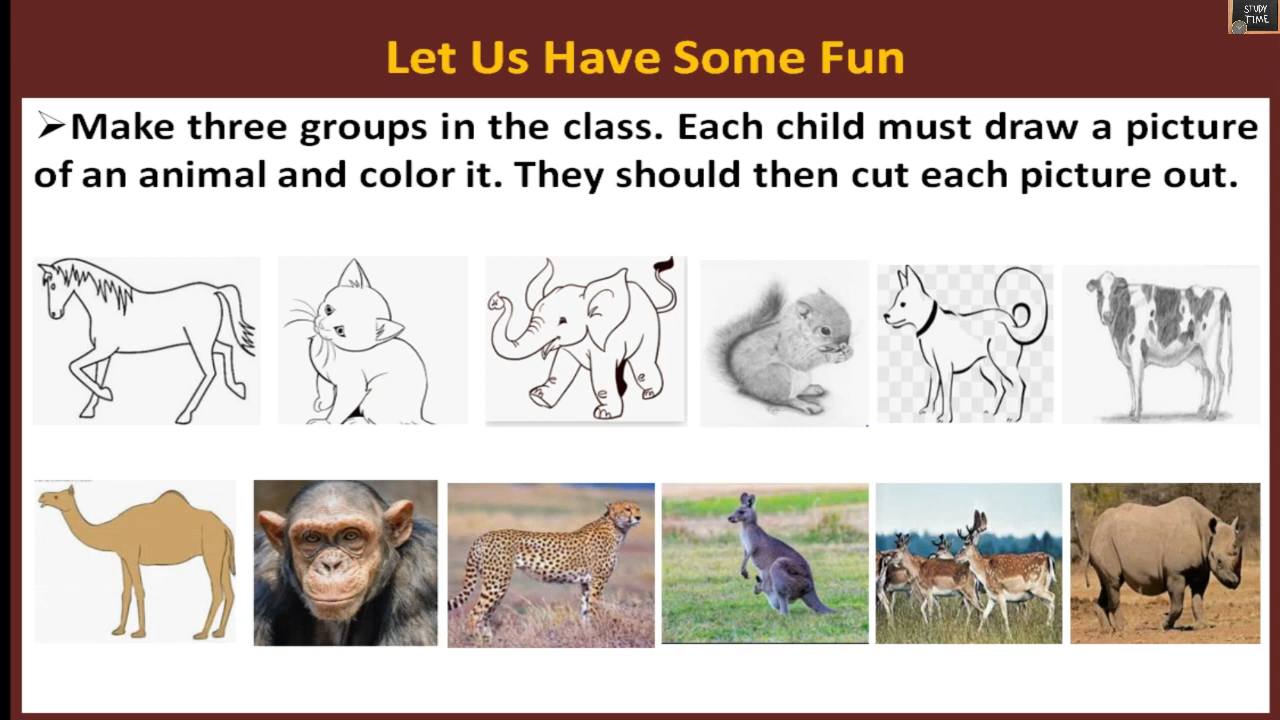 STUDY
TIME
Let Us Have Some Fun
➢Make three groups in the class. Each child must draw a picture
of an animal and color it. They should then cut each picture out.